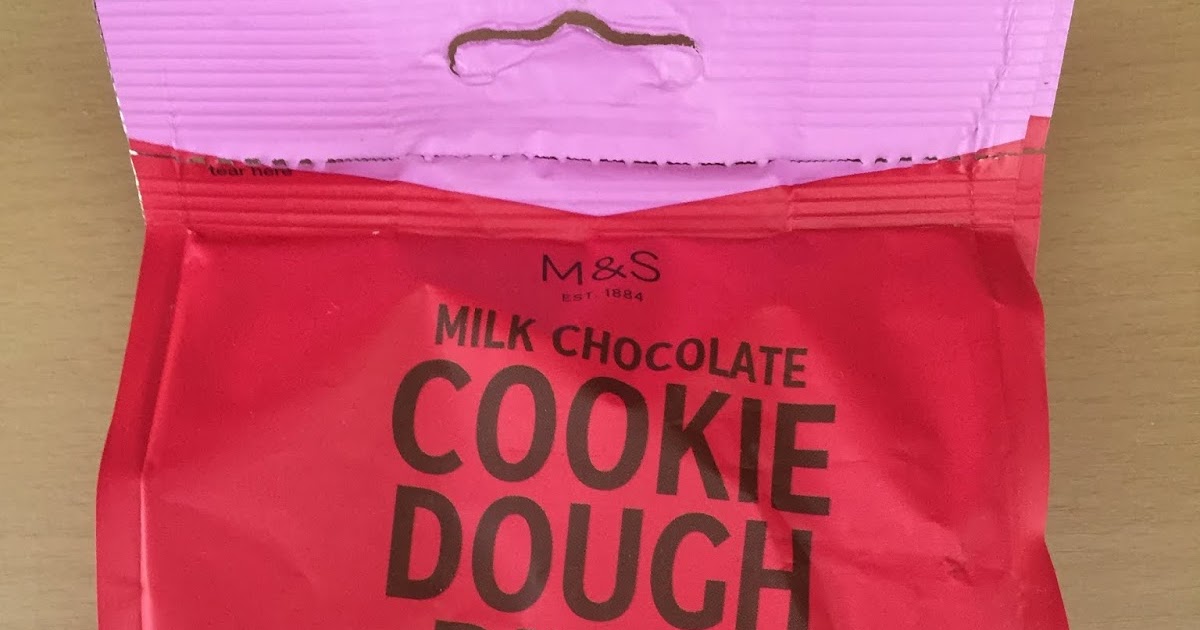 tear here
M&S
EST. 1884
MILK CHOCOLATE
COOKIE
DOUGH